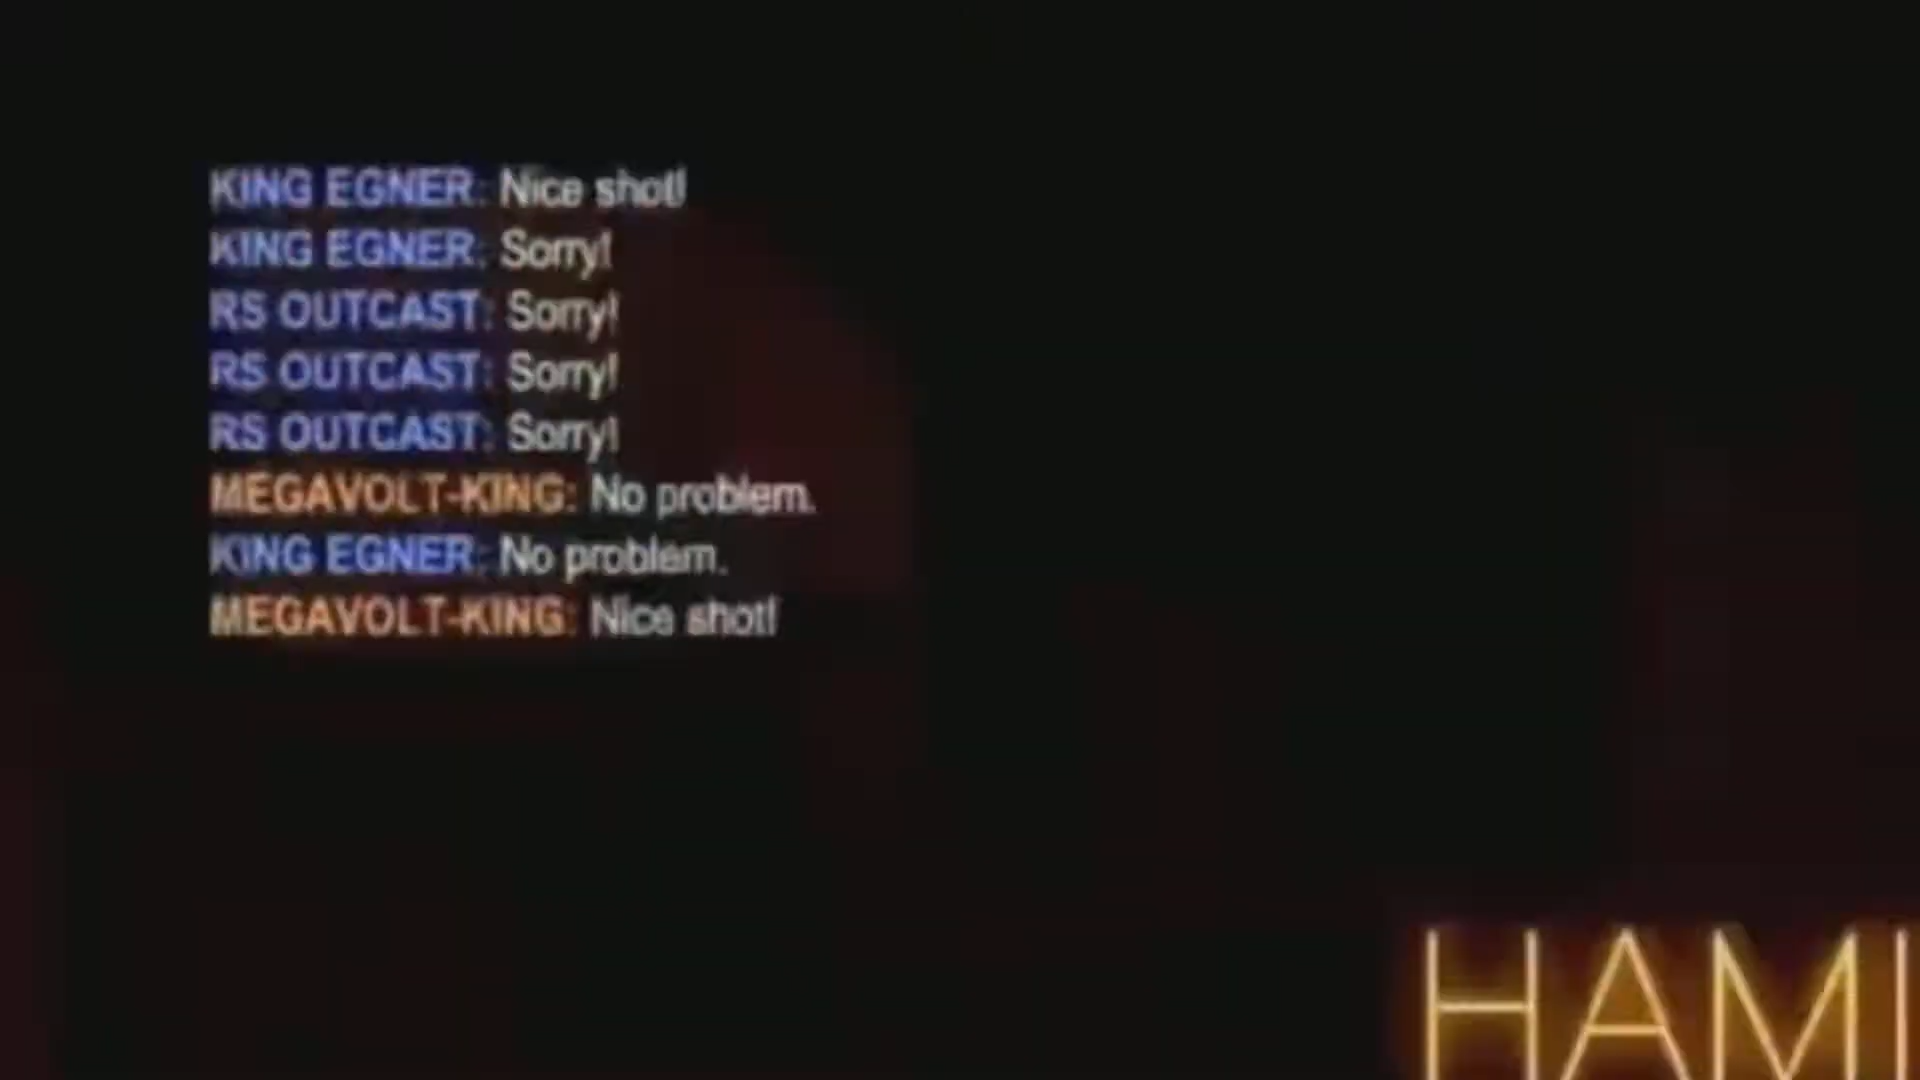 KING EGNER: Nice shot!
KING EGNER: Sorry!
RS OUTCAST: Sorry!
RS OUTCAST: Sorry!
RS OUTCAST: Sorry!
MEGAVOLT-KING: No problem.
KING EGNER: No problem.
MEGAVOLT-KING: Nice shot!
HAMI